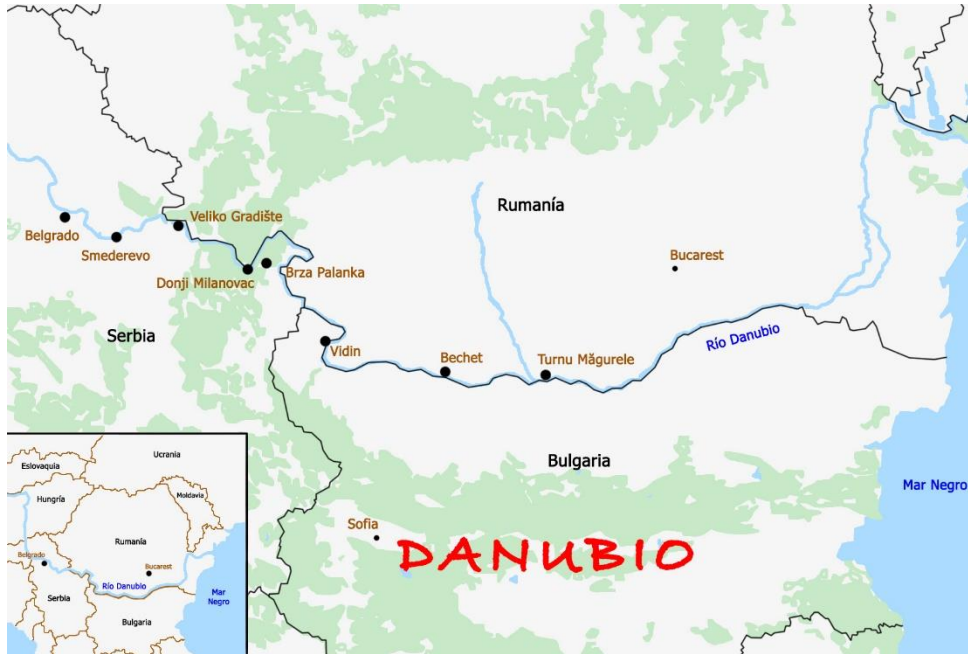 Veliko Gradište
Belgrado
Smederevo
Donji Milanovac
Brza Palanka
Rumanía
Bucarest
Serbia
Vidin
Bechet
Turnu Măgurele
Río Danubio
Bulgaria
Mar Negro
Sofia
DANUBIO
Ucrania
Eslovaquia
Hungría
Moldavia
Rumanía
Belgrado
Bucarest
Río Danubio
Serbia
Mar
Negro
Bulgaria